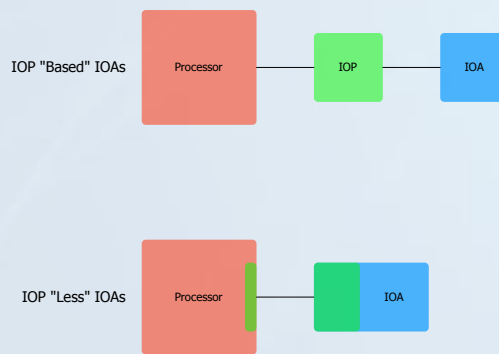 IOP "Based" IOAs
Processor
IOP
IOA
IOP "Less" IOAs
Processor
IOA